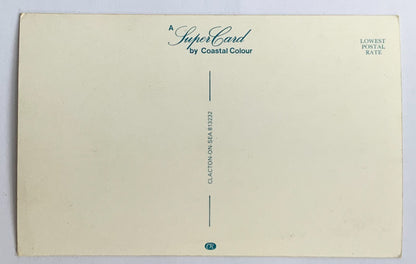 A
SuperCard
by Coastal Colour
LOWEST
POSTAL
RATE
CLACTON-ON-SEA 813232